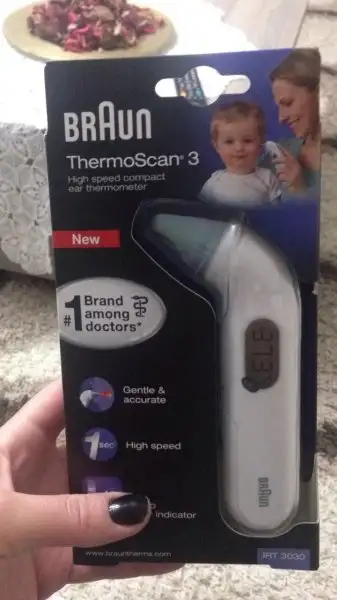 BRAUN
ThermoScan® 3
High speed compact
ear thermometer
New
#1 Brand
among
doctors*
Gentle &
accurate
1 sec
High speed
indicator
BRAUN
www.brauntherms.com
IRT 3030